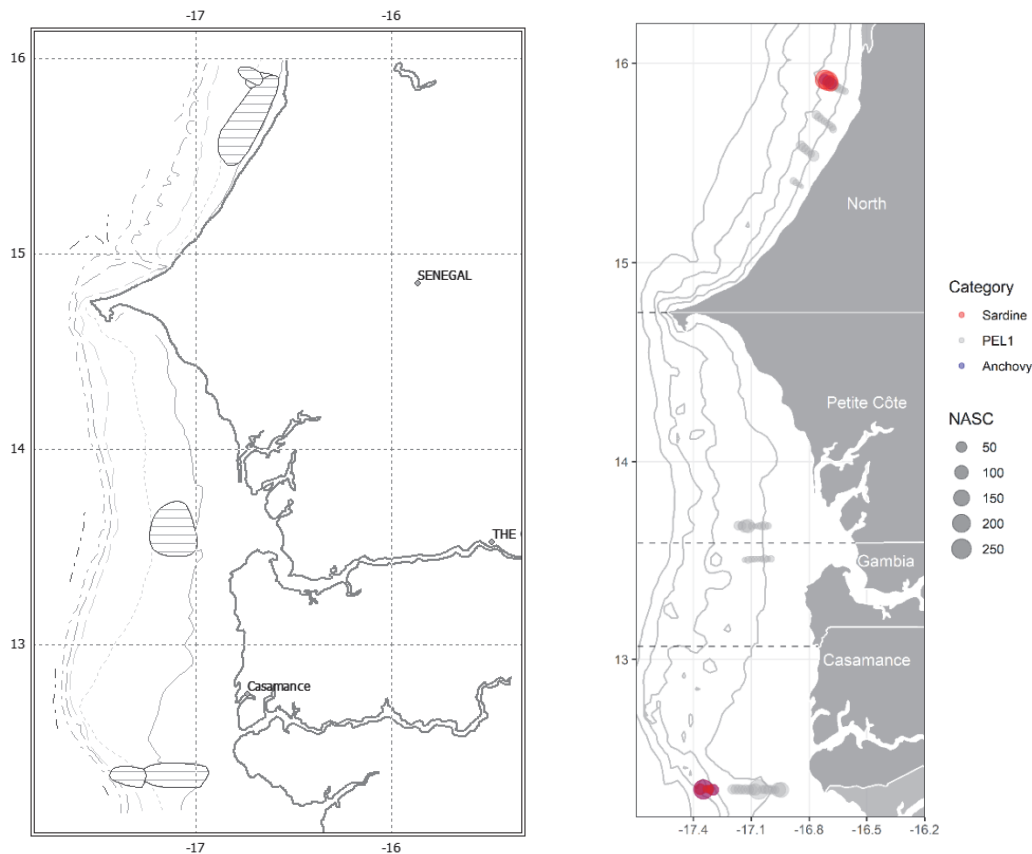 -17 -16
16
15
14
13
SENEGAL
THE
Casamance
-17 -16
16
15
14
13
North
Petite Côte
Gambia
Casamance
-17.4 -17.1 -16.8 -16.5 -16.2
Category
Sardine
PEL1
Anchovy
NASC
50
100
150
200
250